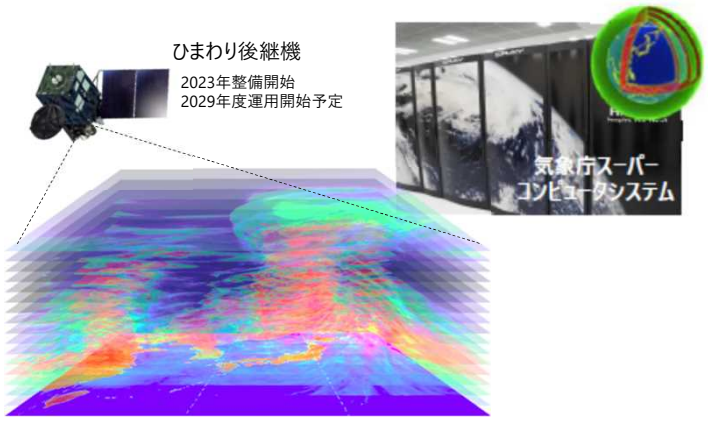 ひまわり後継機
2023年整備開始
2029年度運用開始予定
気象庁スーパー
コンピュータシステム